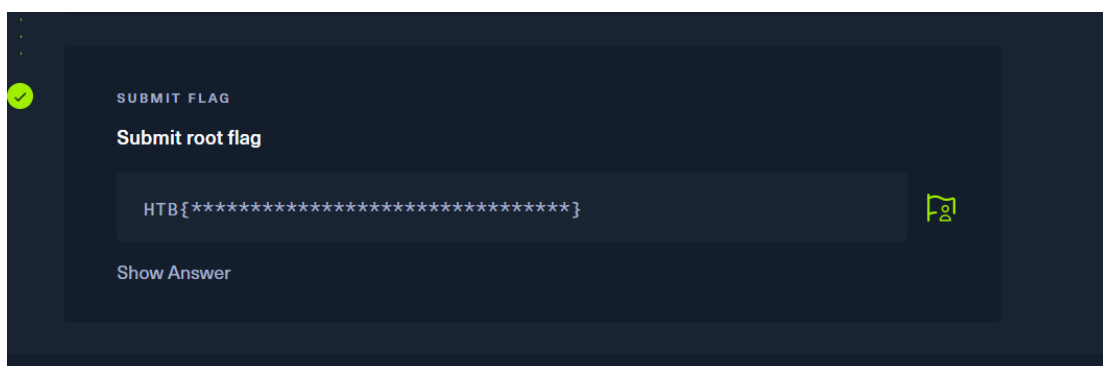 SUBMIT FLAG
Submit root flag
HTB{********************************}
Show Answer